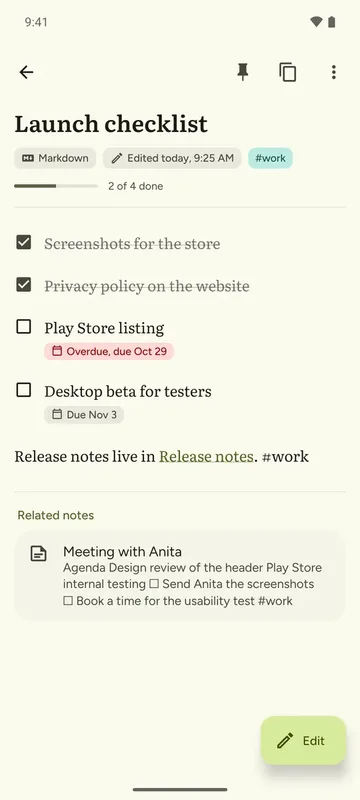 9:41
Launch checklist
Markdown
Edited today, 9:25 AM
#work
2 of 4 done
Screenshots for the store
Privacy policy on the website
Play Store listing
Overdue, due Oct 29
Desktop beta for testers
Due Nov 3
Release notes live in Release notes. #work
Related notes
Meeting with Anita
Agenda Design review of the header Play Store
internal testing ☐ Send Anita the screenshots
☐ Book a time for the usability test #work
Edit